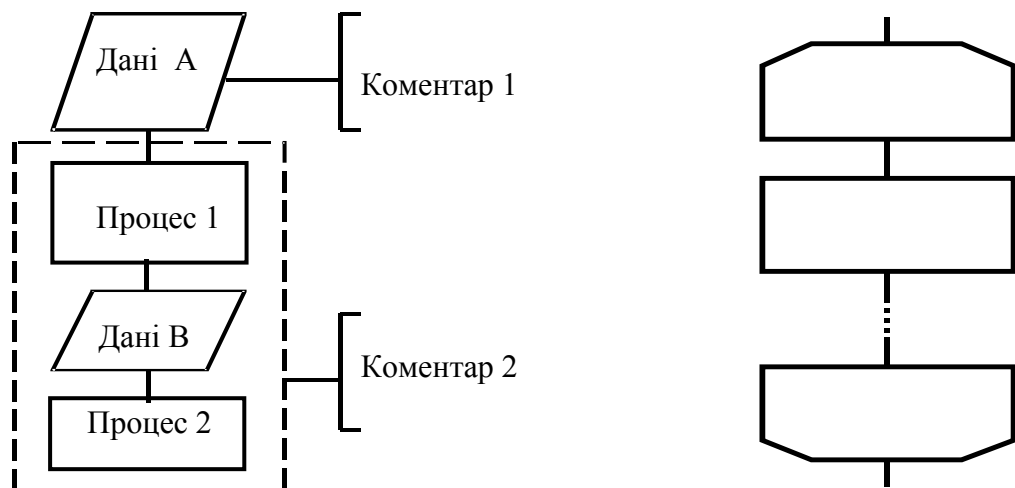 Дані А
Коментар 1
Процес 1
Дані В
Коментар 2
Процес 2